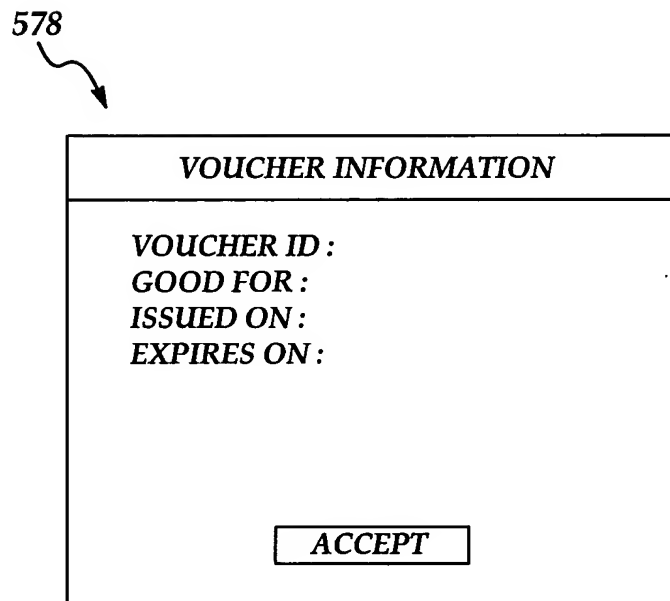 578
VOUCHER INFORMATION
VOUCHER ID :
GOOD FOR :
ISSUED ON :
EXPIRES ON :
ACCEPT